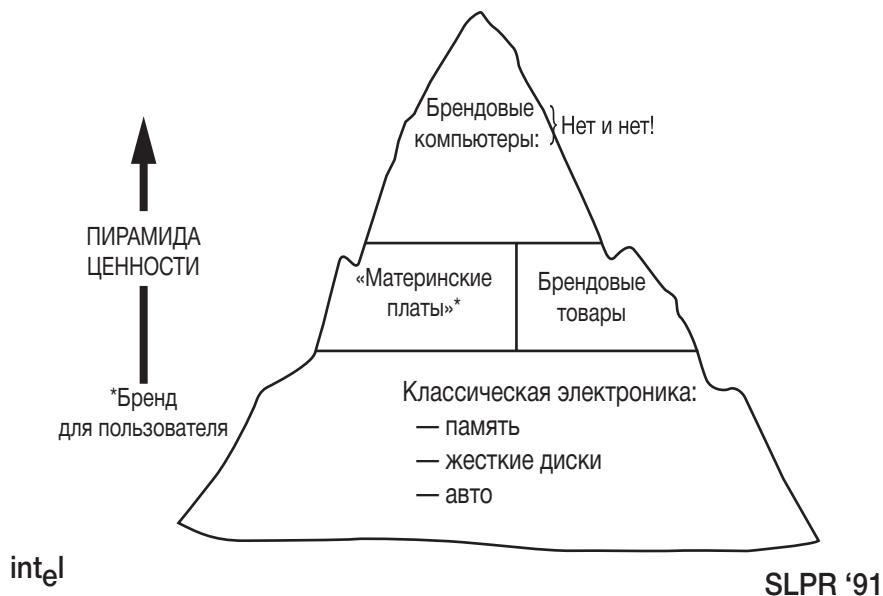 Брендовые
компьютеры:
Нет и нет!
ПИРАМИДА
ЦЕННОСТИ
«Материнские
платы»*
Брендовые
товары
*Бренд
для пользователя
Классическая электроника:
— память
— жесткие диски
— авто
intel
SLPR ‘91